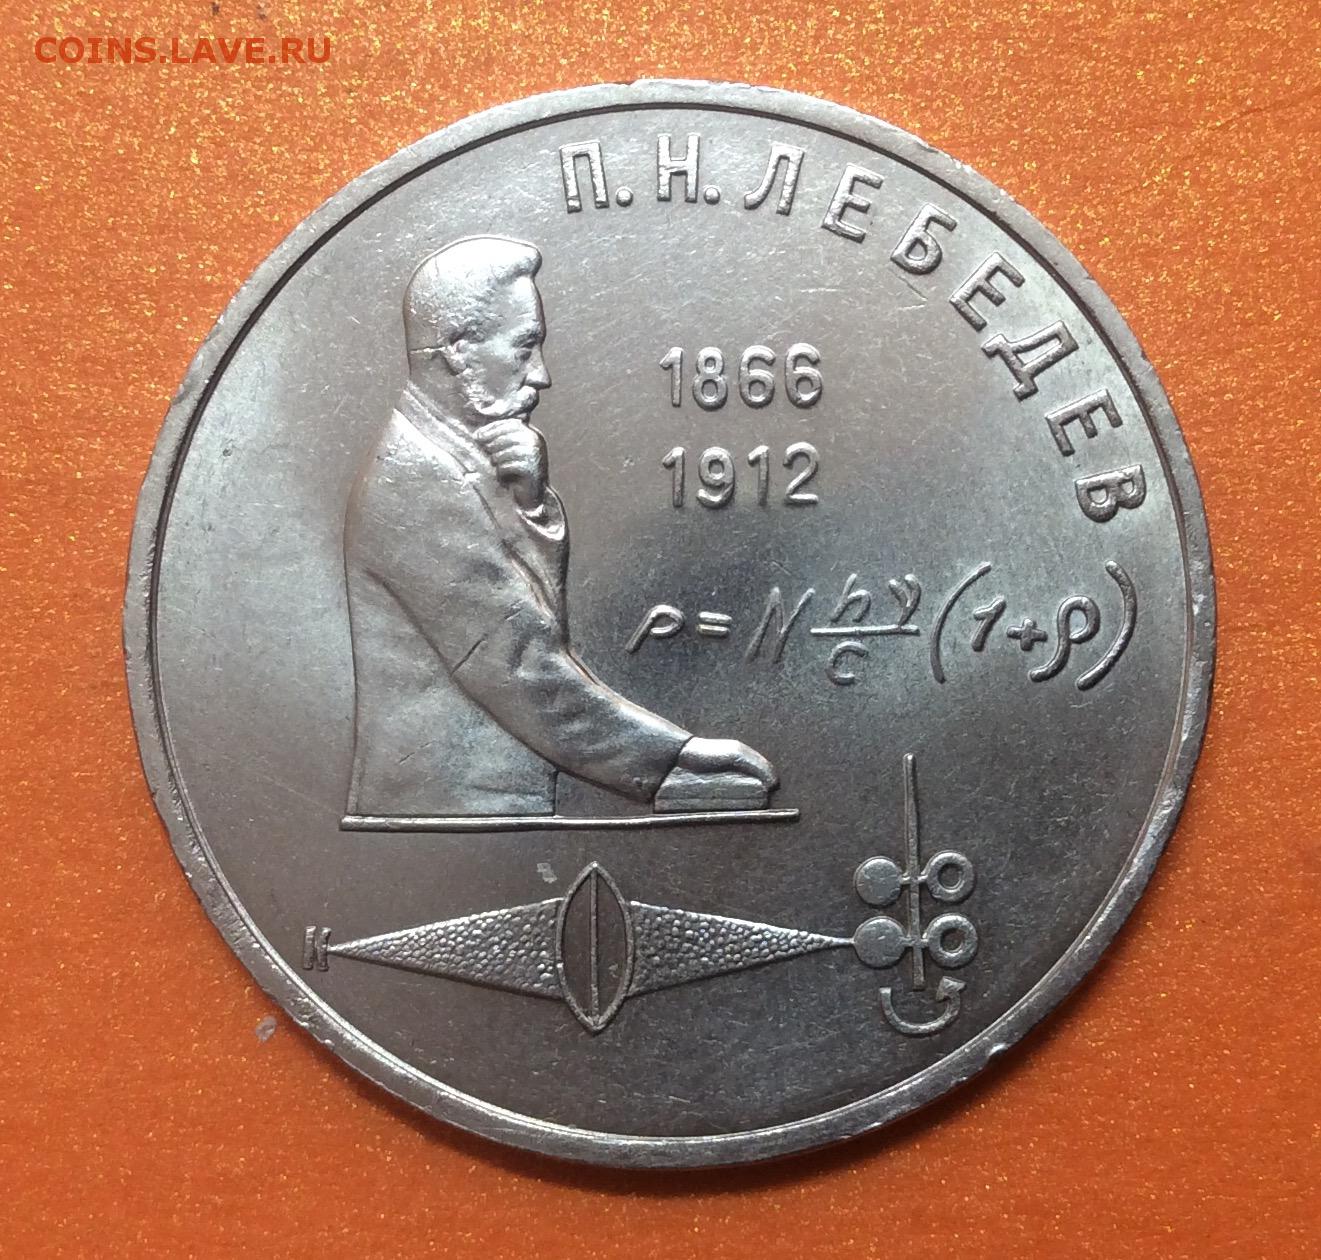 COINS.LAVE.RU
П.Н.ЛЕБЕДЕВ
1866
1912
p=N hν/c (1+ρ)
N